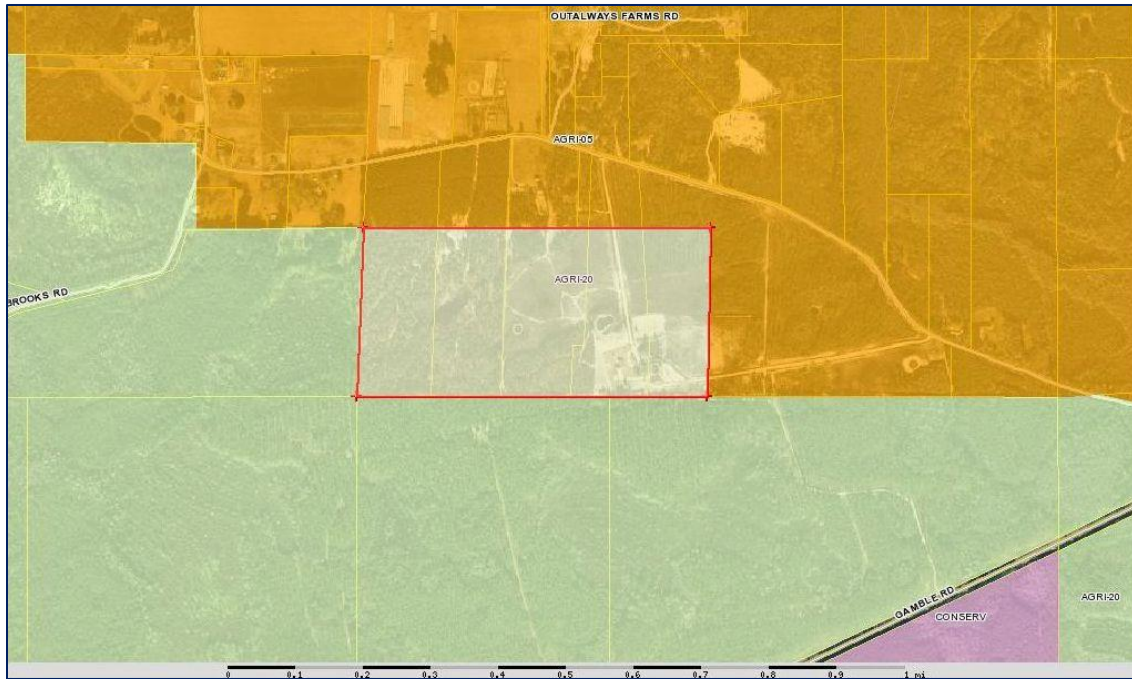 OUTALWAYS FARMS RD
AGRI-05
AGRI-20
BROOKS RD
GAMBLE RD
CONSERV
AGRI-20
0 0.1 0.2 0.3 0.4 0.5 0.6 0.7 0.8 0.9 1 mi